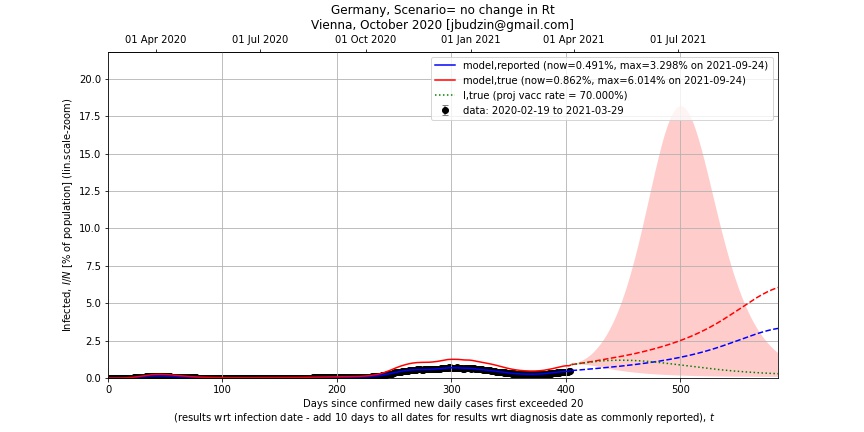 Germany, Scenario= no change in Rt
Vienna, October 2020 [jbudzin@gmail.com]
01 Apr 2020 01 Jul 2020 01 Oct 2020 01 Jan 2021 01 Apr 2021 01 Jul 2021
model,reported (now=0.491%, max=3.298% on 2021-09-24)
model,true (now=0.862%, max=6.014% on 2021-09-24)
I,true (proj vacc rate = 70.000%)
data: 2020-02-19 to 2021-03-29
Infected, I/N [% of population] (lin.scale-zoom)
20.0
17.5
15.0
12.5
10.0
7.5
5.0
2.5
0.0
0 100 200 300 400 500
Days since confirmed new daily cases first exceeded 20
(results wrt infection date - add 10 days to all dates for results wrt diagnosis date as commonly reported), t